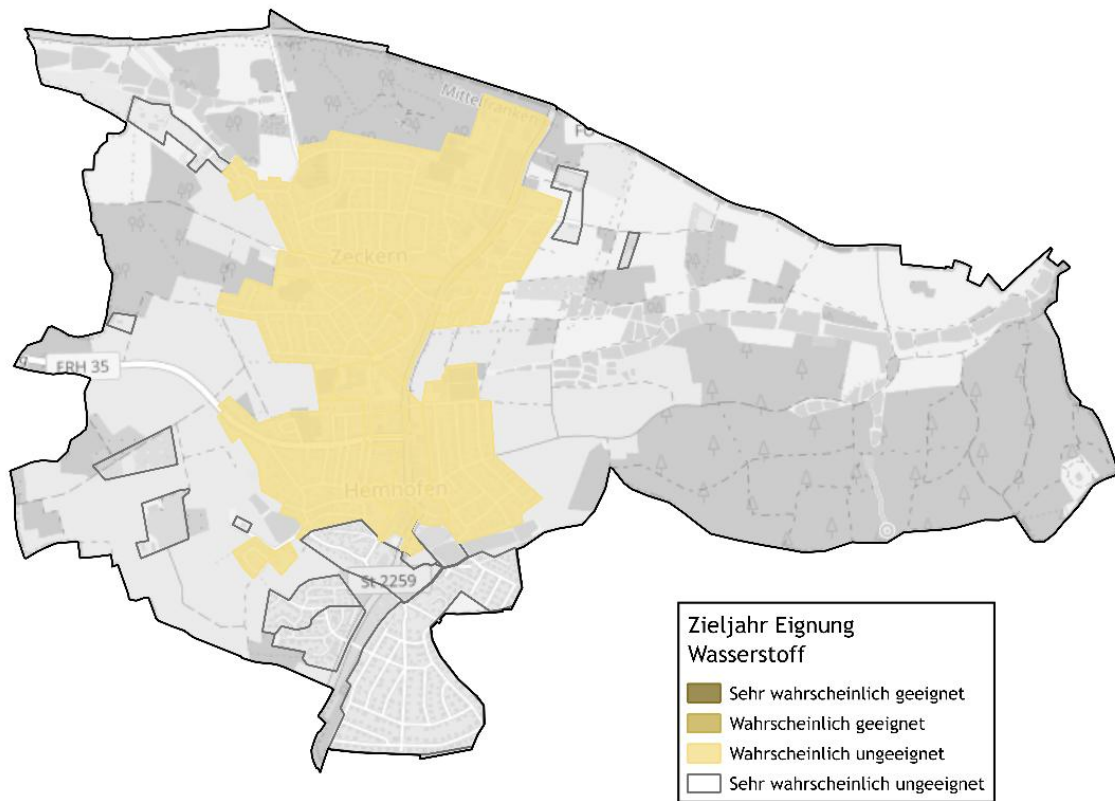 Mittelfranken
FO
Zeckern
ERH 35
Hemhofen
St 2259
Zieljahr Eignung
Wasserstoff
Sehr wahrscheinlich geeignet
Wahrscheinlich geeignet
Wahrscheinlich ungeeignet
Sehr wahrscheinlich ungeeignet